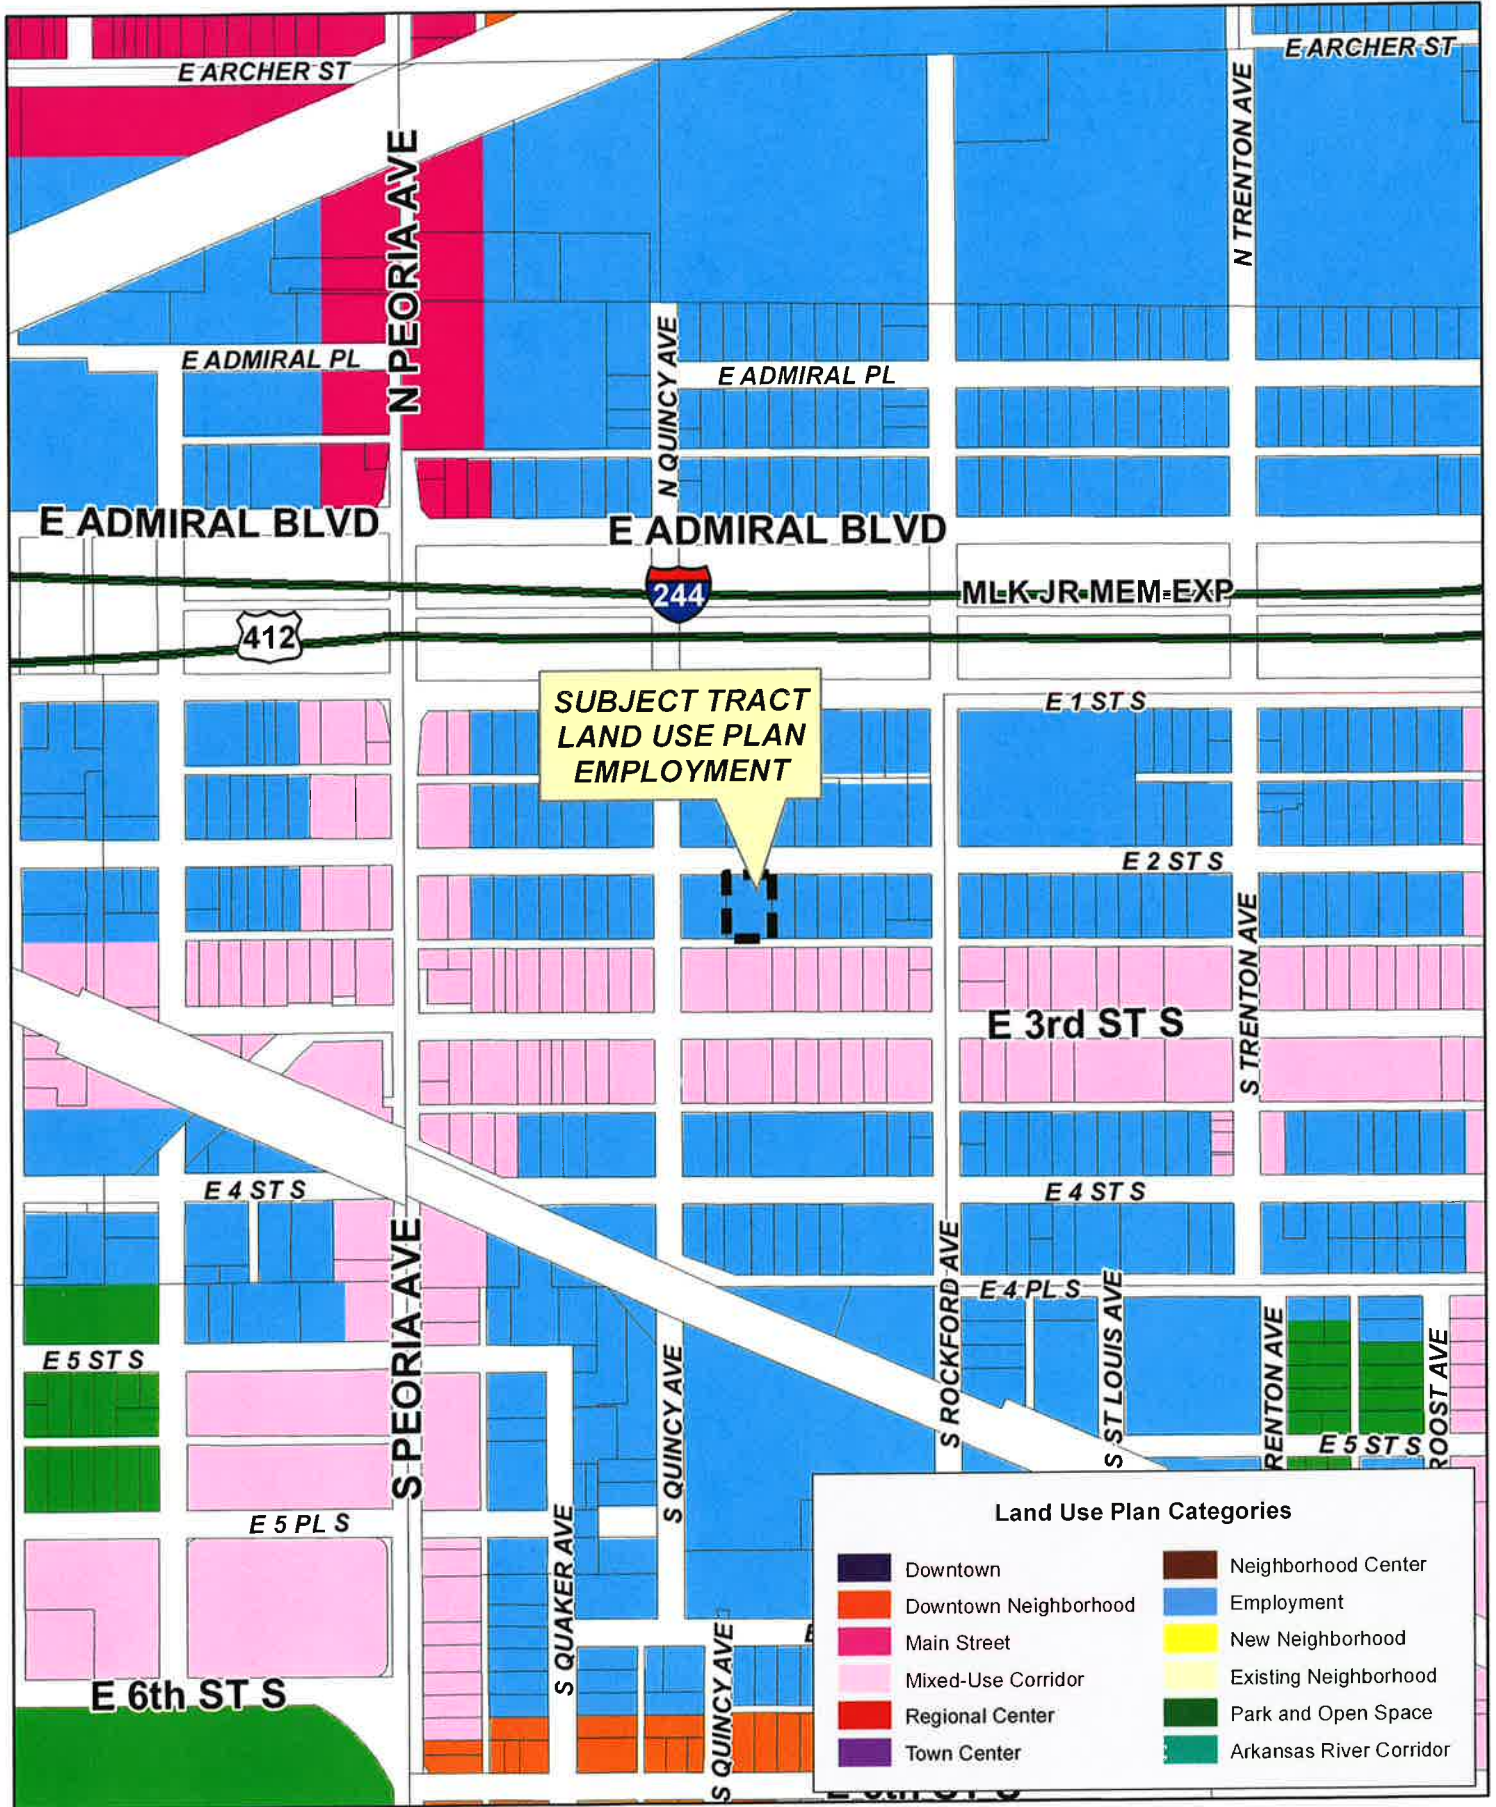 E ARCHER ST
E ARCHER ST
N PEORIA AVE
N TRENTON AVE
E ADMIRAL PL
N QUINCY AVE
E ADMIRAL PL
E ADMIRAL BLVD
E ADMIRAL BLVD
244
MLK JR MEM EXP
412
SUBJECT TRACT
LAND USE PLAN
EMPLOYMENT
E 1 ST S
E 2 ST S
S TRENTON AVE
E 3rd ST S
E 4 ST S
E 4 ST S
S PEORIA AVE
S ROCKFORD AVE
E 4 PL S
S ST LOUIS AVE
RENTON AVE
ROOST AVE
E 5 ST S
S QUINCY AVE
E 5 ST S
E 5 PL S
S QUAKER AVE
S QUINCY AVE
E 6th ST S
Land Use Plan Categories
Downtown
Downtown Neighborhood
Main Street
Mixed-Use Corridor
Regional Center
Town Center
Neighborhood Center
Employment
New Neighborhood
Existing Neighborhood
Park and Open Space
Arkansas River Corridor